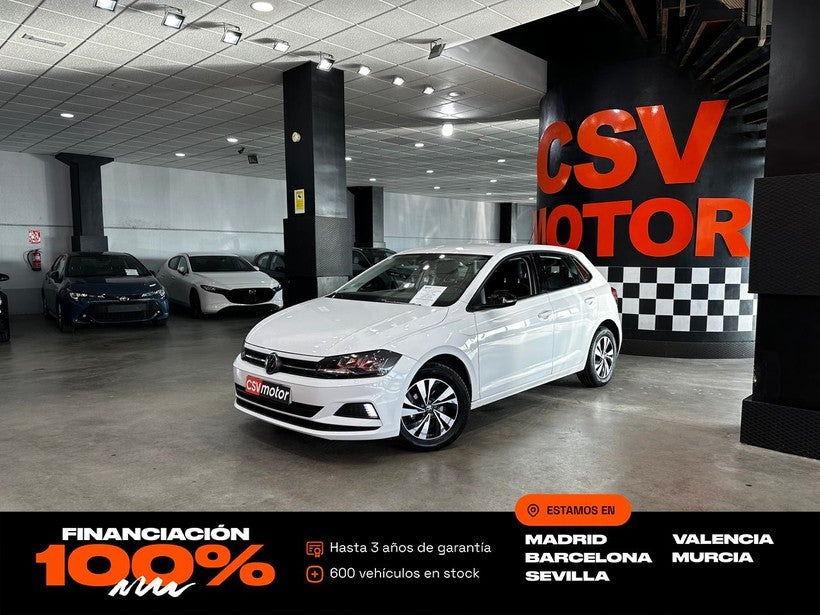 CSV
MOTOR
CSVmotor
FINANCIACIÓN
100%
Hasta 3 años de garantía
600 vehículos en stock
ESTAMOS EN
MADRID
BARCELONA
SEVILLA
VALENCIA
MURCIA